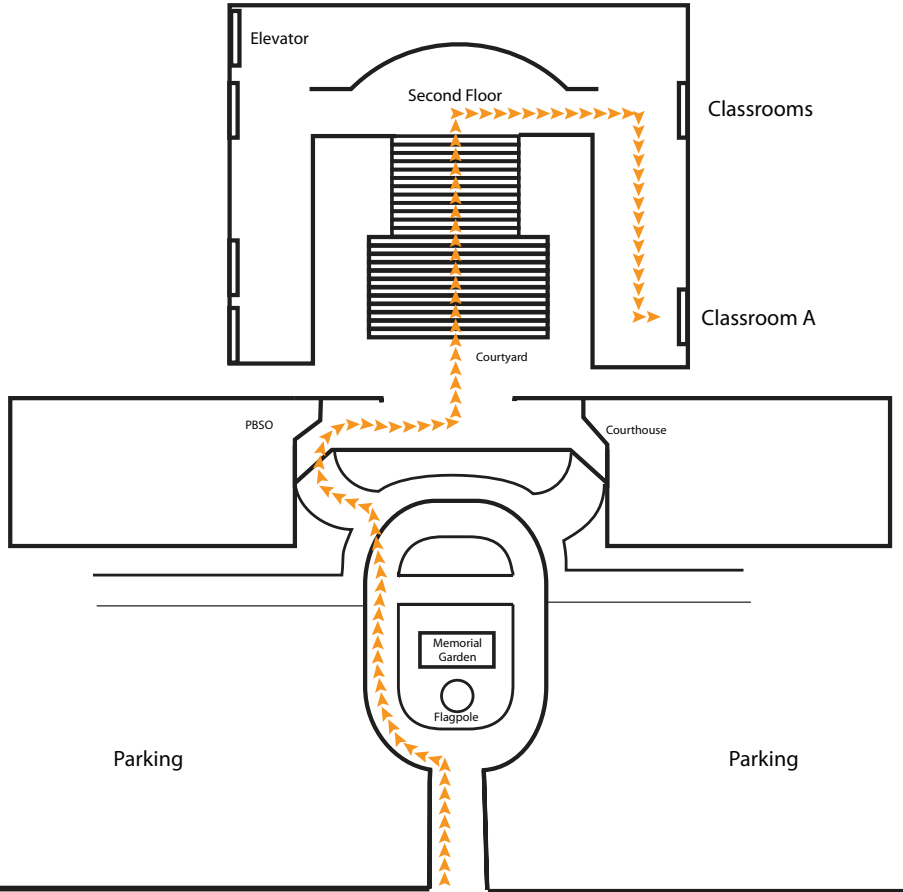 Elevator
Second Floor
Classrooms
Classroom A
Courtyard
PBSO
Courthouse
Memorial
Garden
Flagpole
Parking
Parking